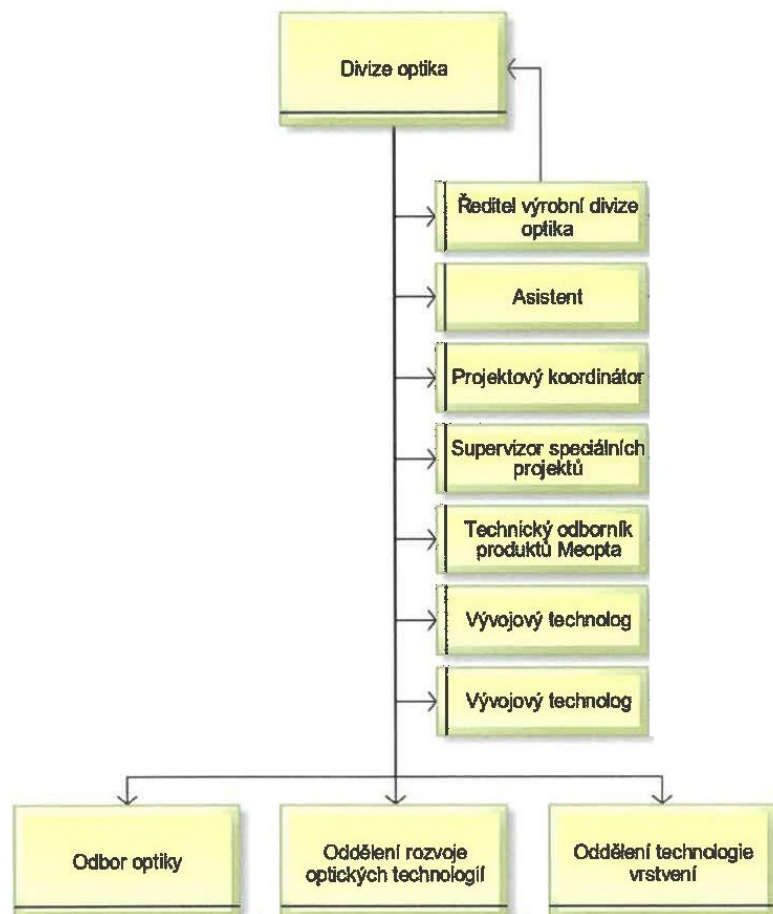 Divize optika
Ředitel výrobní divize
optika
Asistent
Projektový koordinátor
Supervizor speciálních
projektů
Technický odborník
produktů Meopta
Vývojový technolog
Vývojový technolog
Odbor optiky
Oddělení rozvoje
optických technologií
Oddělení technologie
vrstvení